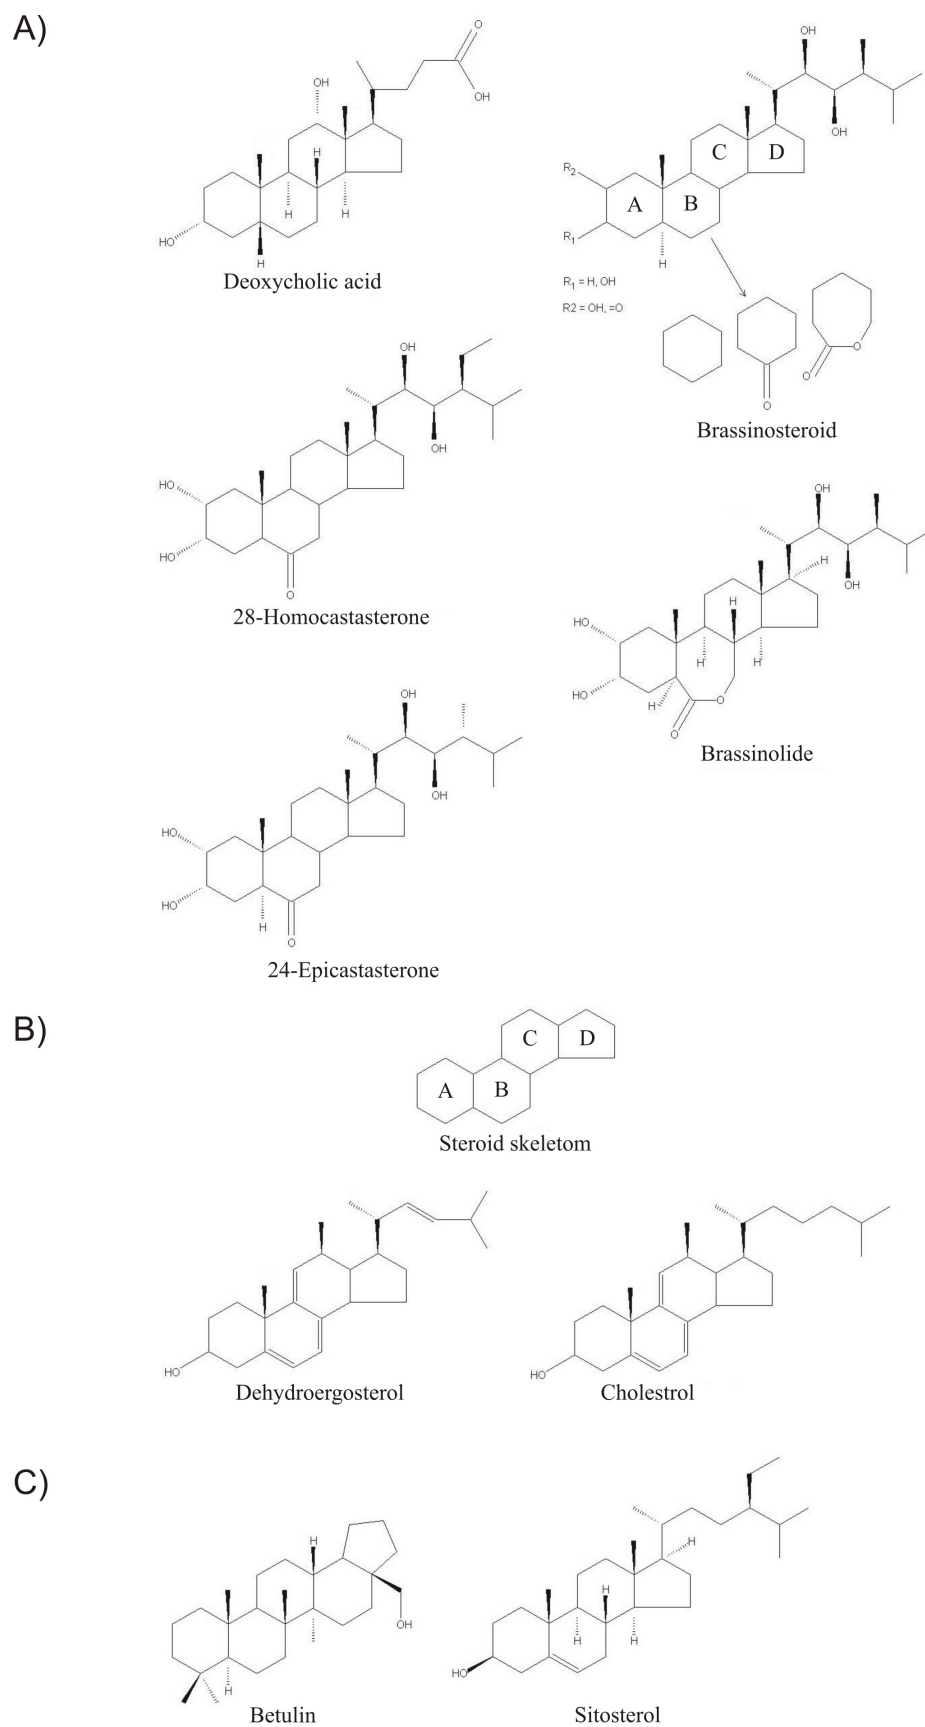 A)
OH
O
OH
H
H
H
HO
H
Deoxycholic acid
OH
OH
C
D
R2
A
B
R1
H
R1 = H, OH
R2 = OH, =O
O
O
O
Brassinosteroid
OH
OH
HO
HO
O
28-Homocastasterone
OH
OH
H
H
HO
H
H
HO
H
O
O
Brassinolide
OH
OH
HO
HO
H
O
24-Epicastasterone
B)
C
D
A
B
Steroid skeletom
HO
Dehydroergosterol
HO
Cholestrol
C)
H
OH
H
Betulin
H
H
H
H
HO
Sitosterol